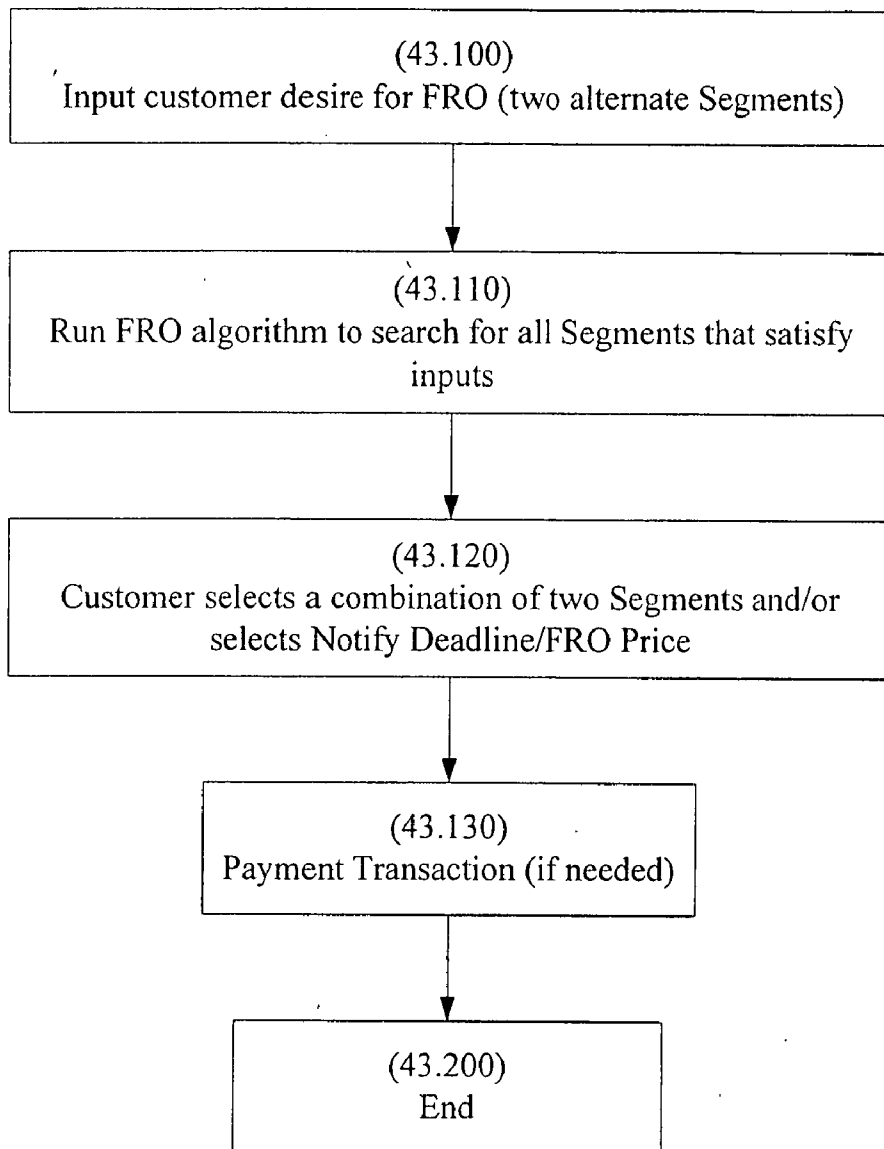 (43.100)
Input customer desire for FRO (two alternate Segments)
(43.110)
Run FRO algorithm to search for all Segments that satisfy
inputs
(43.120)
Customer selects a combination of two Segments and/or
selects Notify Deadline/FRO Price
(43.130)
Payment Transaction (if needed)
(43.200)
End